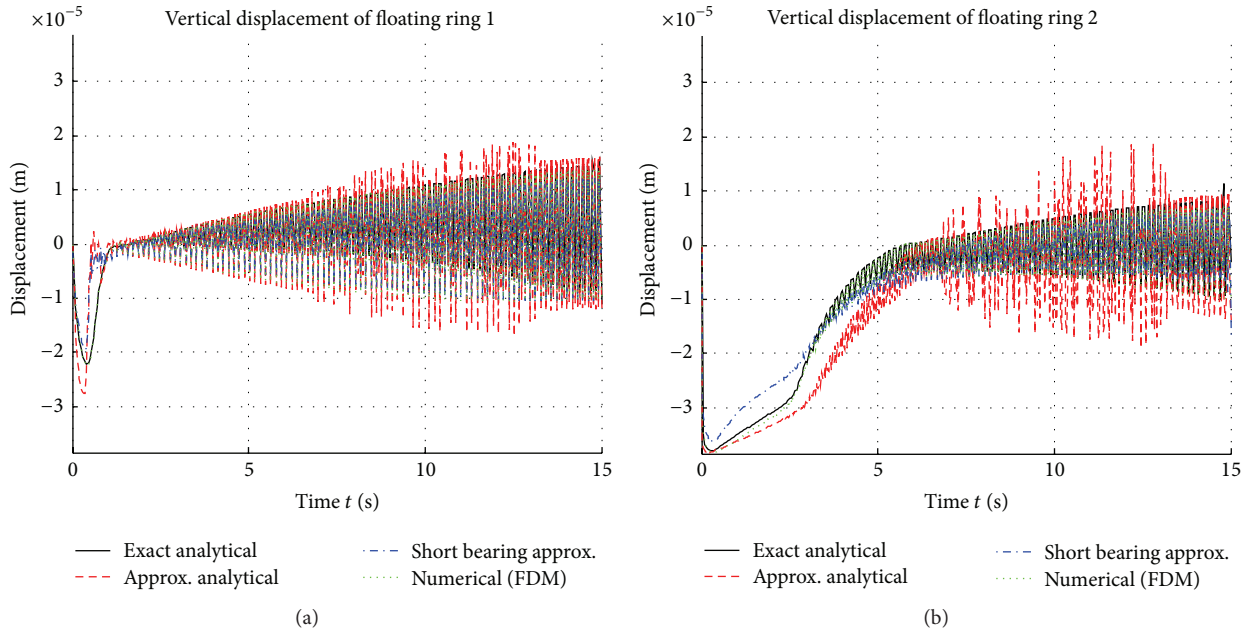 ×10⁻⁵
Vertical displacement of floating ring 1
3
2
1
0
−1
−2
−3
Displacement (m)
0
5
10
15
Time t (s)
Exact analytical
Approx. analytical
Short bearing approx.
Numerical (FDM)
(a)
×10⁻⁵
Vertical displacement of floating ring 2
3
2
1
0
−1
−2
−3
Displacement (m)
0
5
10
15
Time t (s)
Exact analytical
Approx. analytical
Short bearing approx.
Numerical (FDM)
(b)